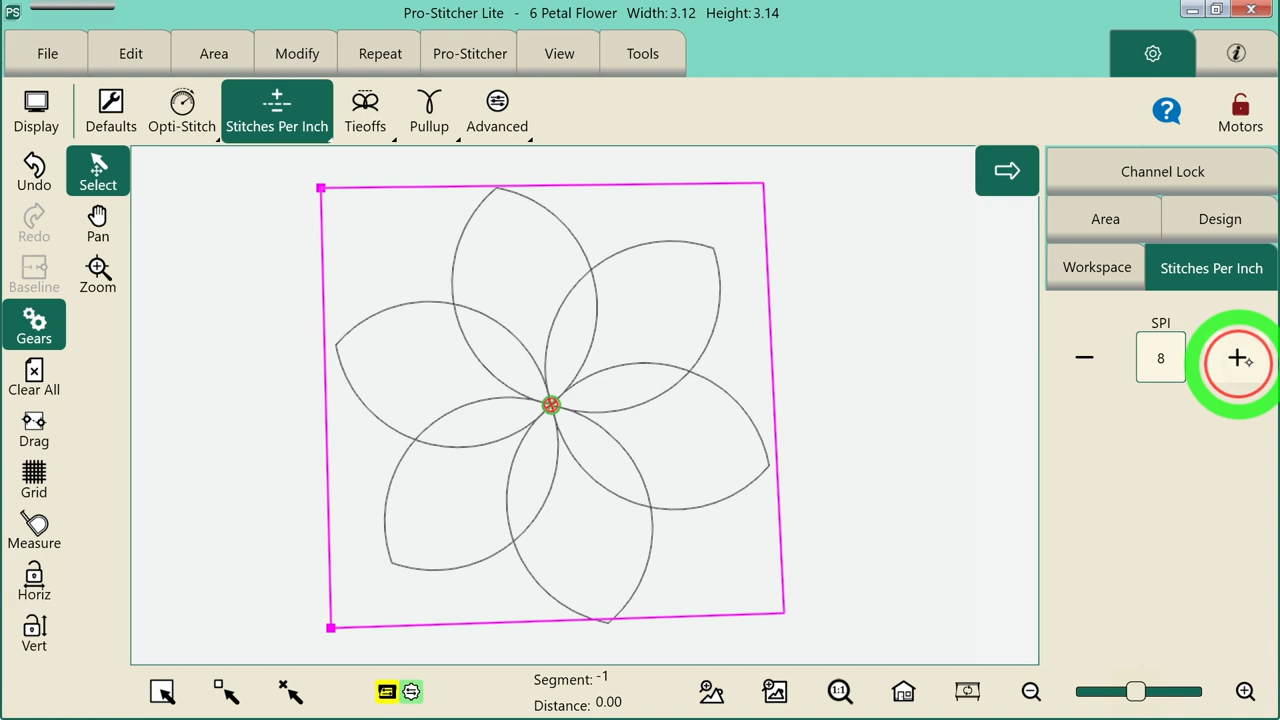 PS
Pro-Stitcher Lite - 6 Petal Flower Width:3.12 Height:3.14
File Edit Area Modify Repeat Pro-Stitcher View Tools
Display Defaults Opti-Stitch Stitches Per Inch Tieoffs Pullup Advanced Motors
Undo Select Channel Lock
Redo Pan Area Design
Baseline Zoom Workspace Stitches Per Inch
Gears SPI
8
Clear All
Drag
Grid
Measure
Horiz
Vert
Segment: -1
Distance: 0.00
1:1